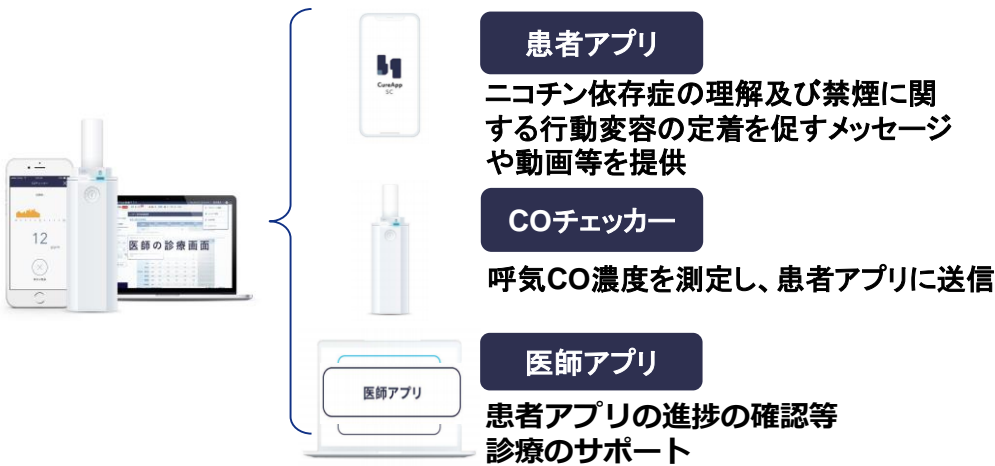 患者アプリ
CureApp
SC
ニコチン依存症の理解及び禁煙に関
する行動変容の定着を促すメッセージ
や動画等を提供
12
ppm
医師の診療画面
COチェッカー
呼気CO濃度を測定し、患者アプリに送信
医師アプリ
医師アプリ
患者アプリの進捗の確認等
診療のサポート